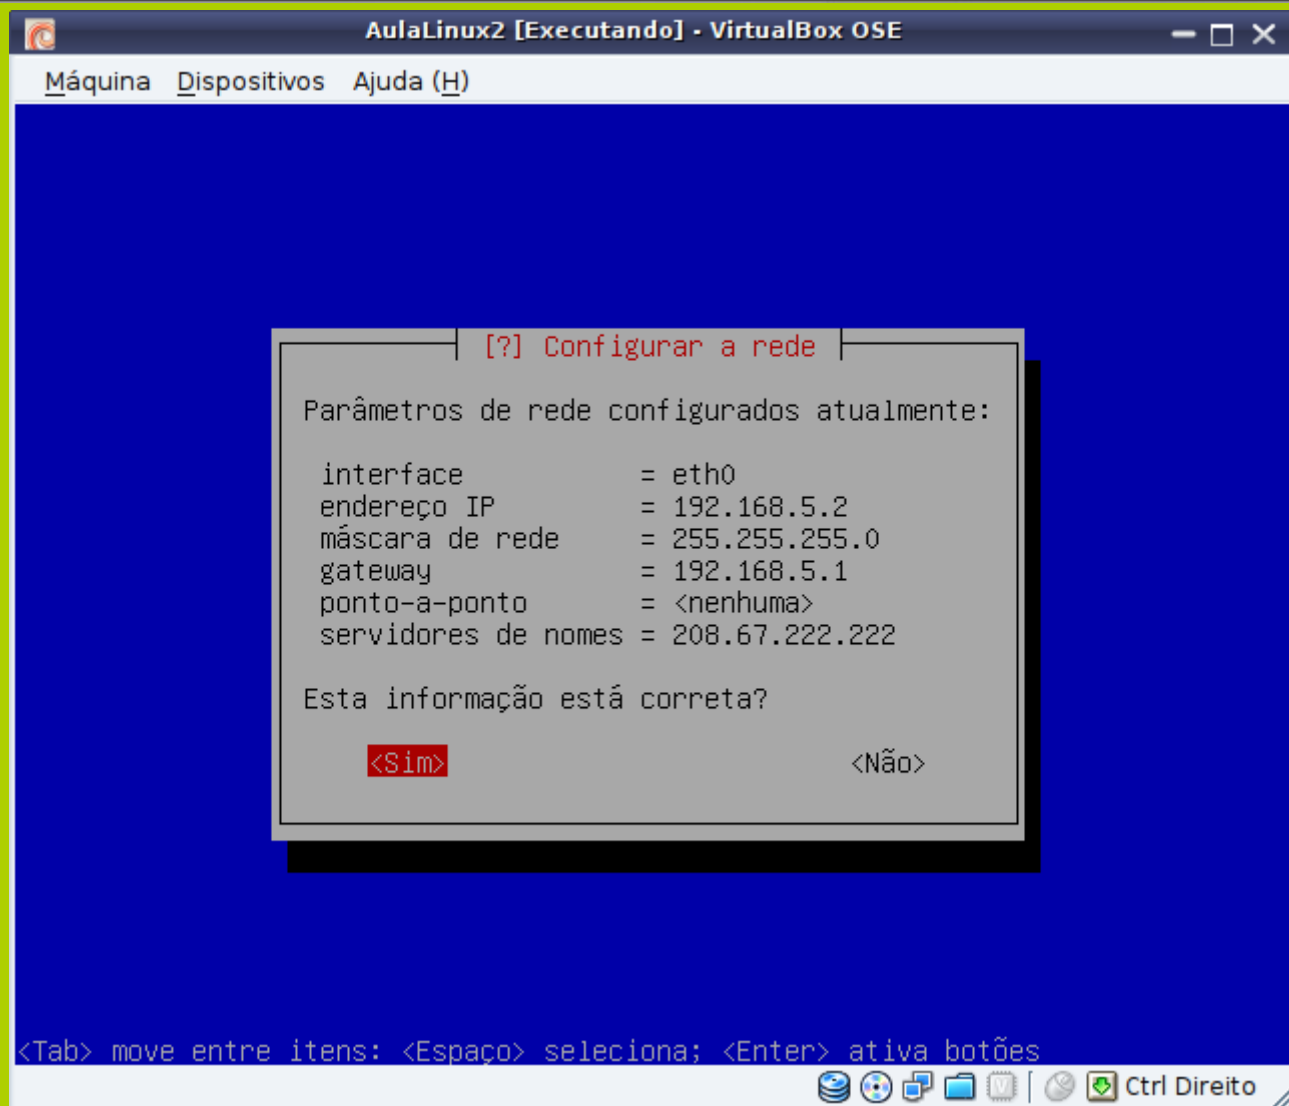 AulaLinux2 [Executando] - VirtualBox OSE
Máquina Dispositivos Ajuda (H)
[?] Configurar a rede
Parâmetros de rede configurados atualmente:
interface = eth0
endereço IP = 192.168.5.2
máscara de rede = 255.255.255.0
gateway = 192.168.5.1
ponto-a-ponto = <nenhuma>
servidores de nomes = 208.67.222.222
Esta informação está correta?
<Sim> <Não>
<Tab> move entre itens: <Espaço> seleciona; <Enter> ativa botões
Ctrl Direito